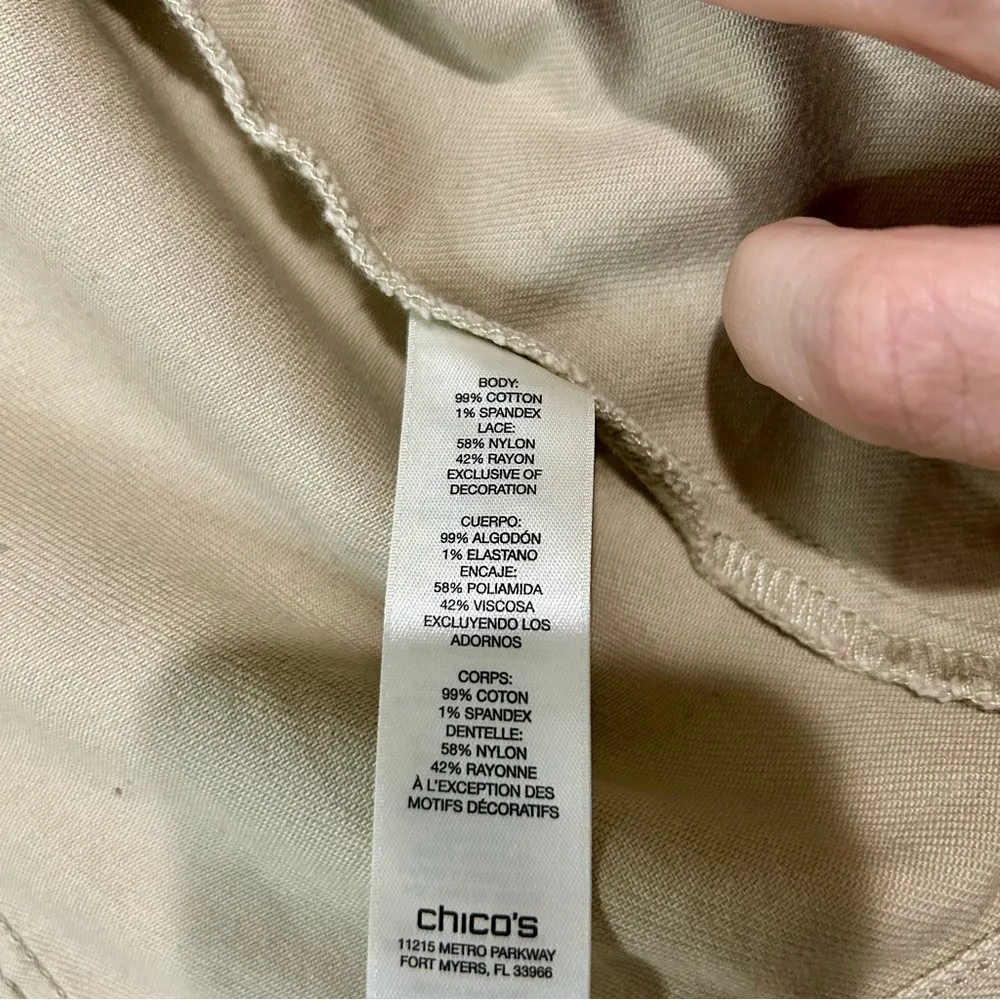 BODY:
99% COTTON
1% SPANDEX
LACE:
58% NYLON
42% RAYON
EXCLUSIVE OF
DECORATION
CUERPO:
99% ALGODÓN
1% ELASTANO
ENCAJE:
58% POLIAMIDA
42% VISCOSA
EXCLUYENDO LOS
ADORNOS
CORPS:
99% COTON
1% SPANDEX
DENTELLE:
58% NYLON
42% RAYONNE
À L'EXCEPTION DES
MOTIFS DÉCORATIFS
chico's
11215 METRO PARKWAY
FORT MYERS, FL 33966